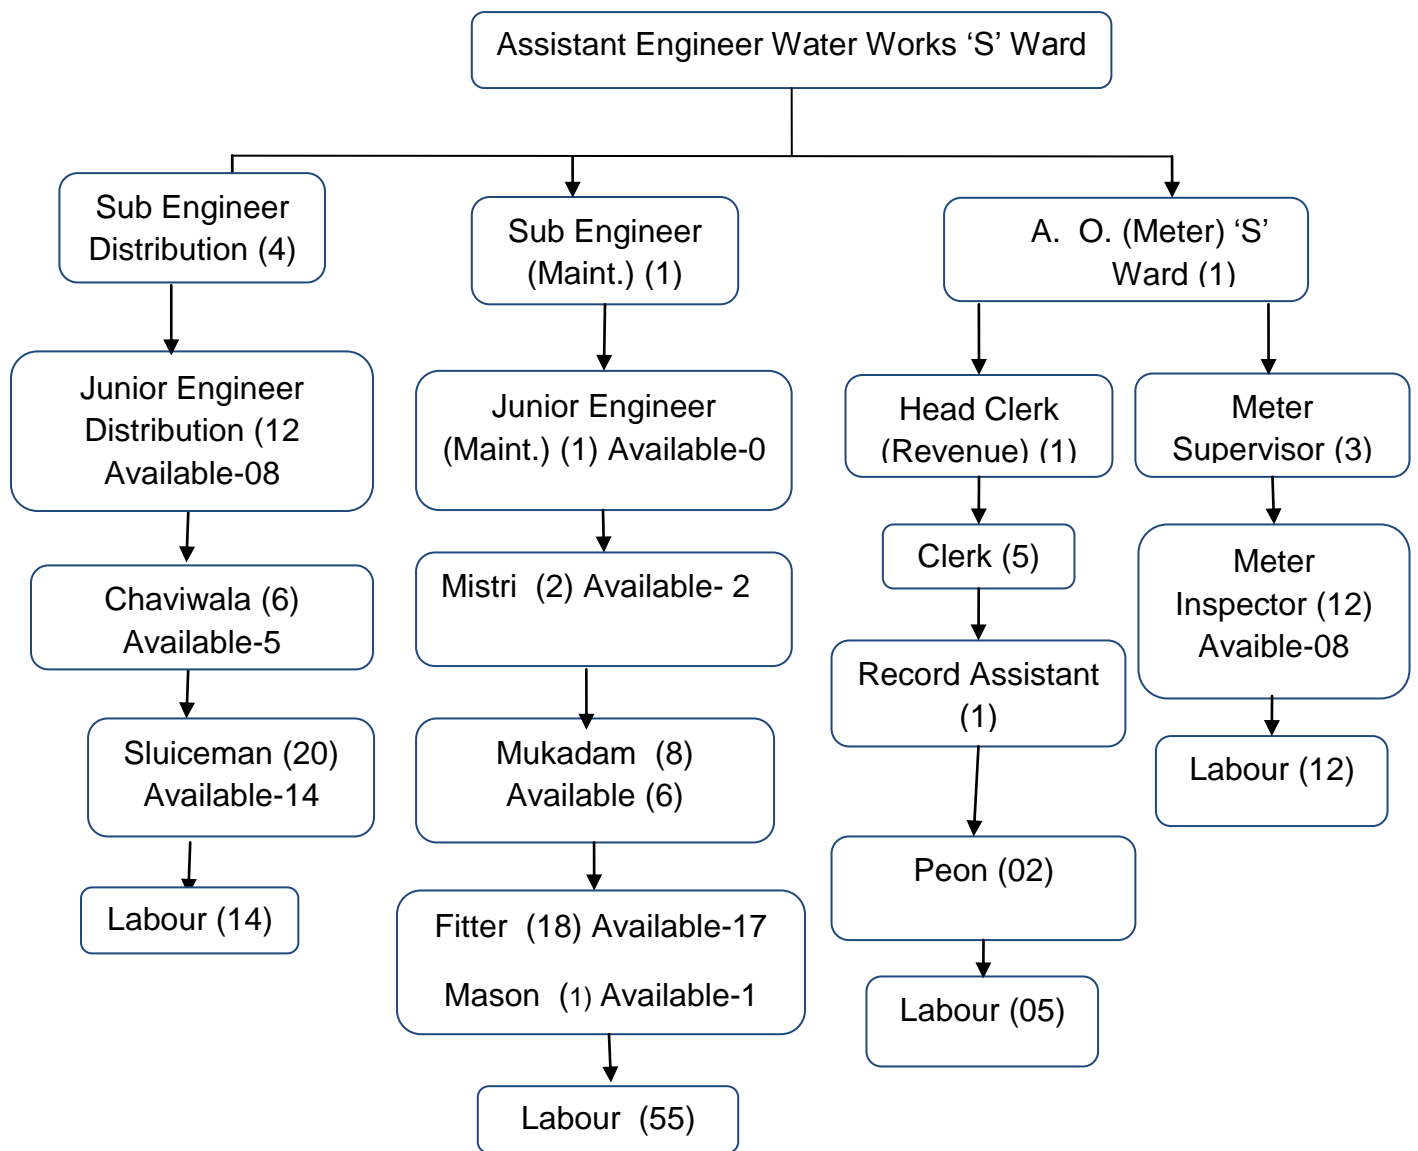 Assistant Engineer Water Works ‘S’ Ward
Sub Engineer
Distribution (4)
Junior Engineer
Distribution (12
Available-08
Chaviwala (6)
Available-5
Sluiceman (20)
Available-14
Labour (14)
Sub Engineer
(Maint.) (1)
Junior Engineer
(Maint.) (1) Available-0
Mistri (2) Available- 2
Mukadam (8)
Available (6)
Fitter (18) Available-17
Mason (1) Available-1
Labour (55)
A. O. (Meter) ‘S’
Ward (1)
Head Clerk
(Revenue) (1)
Clerk (5)
Record Assistant
(1)
Peon (02)
Labour (05)
Meter
Supervisor (3)
Meter
Inspector (12)
Avaible-08
Labour (12)